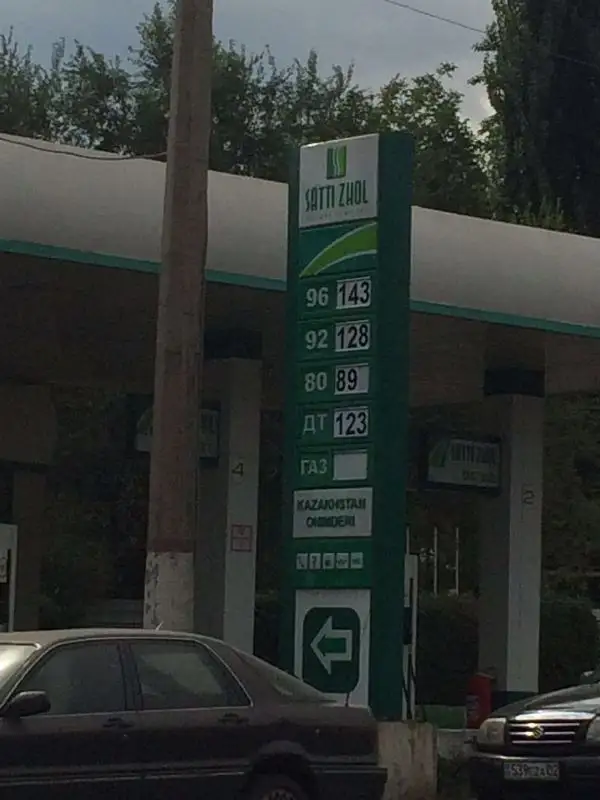 SATTI ZHOL
96 143
92 128
80 89
ДТ 123
ГАЗ
KAZAKHSTAN
ONIMDERI
4
SATTI ZHOL
2